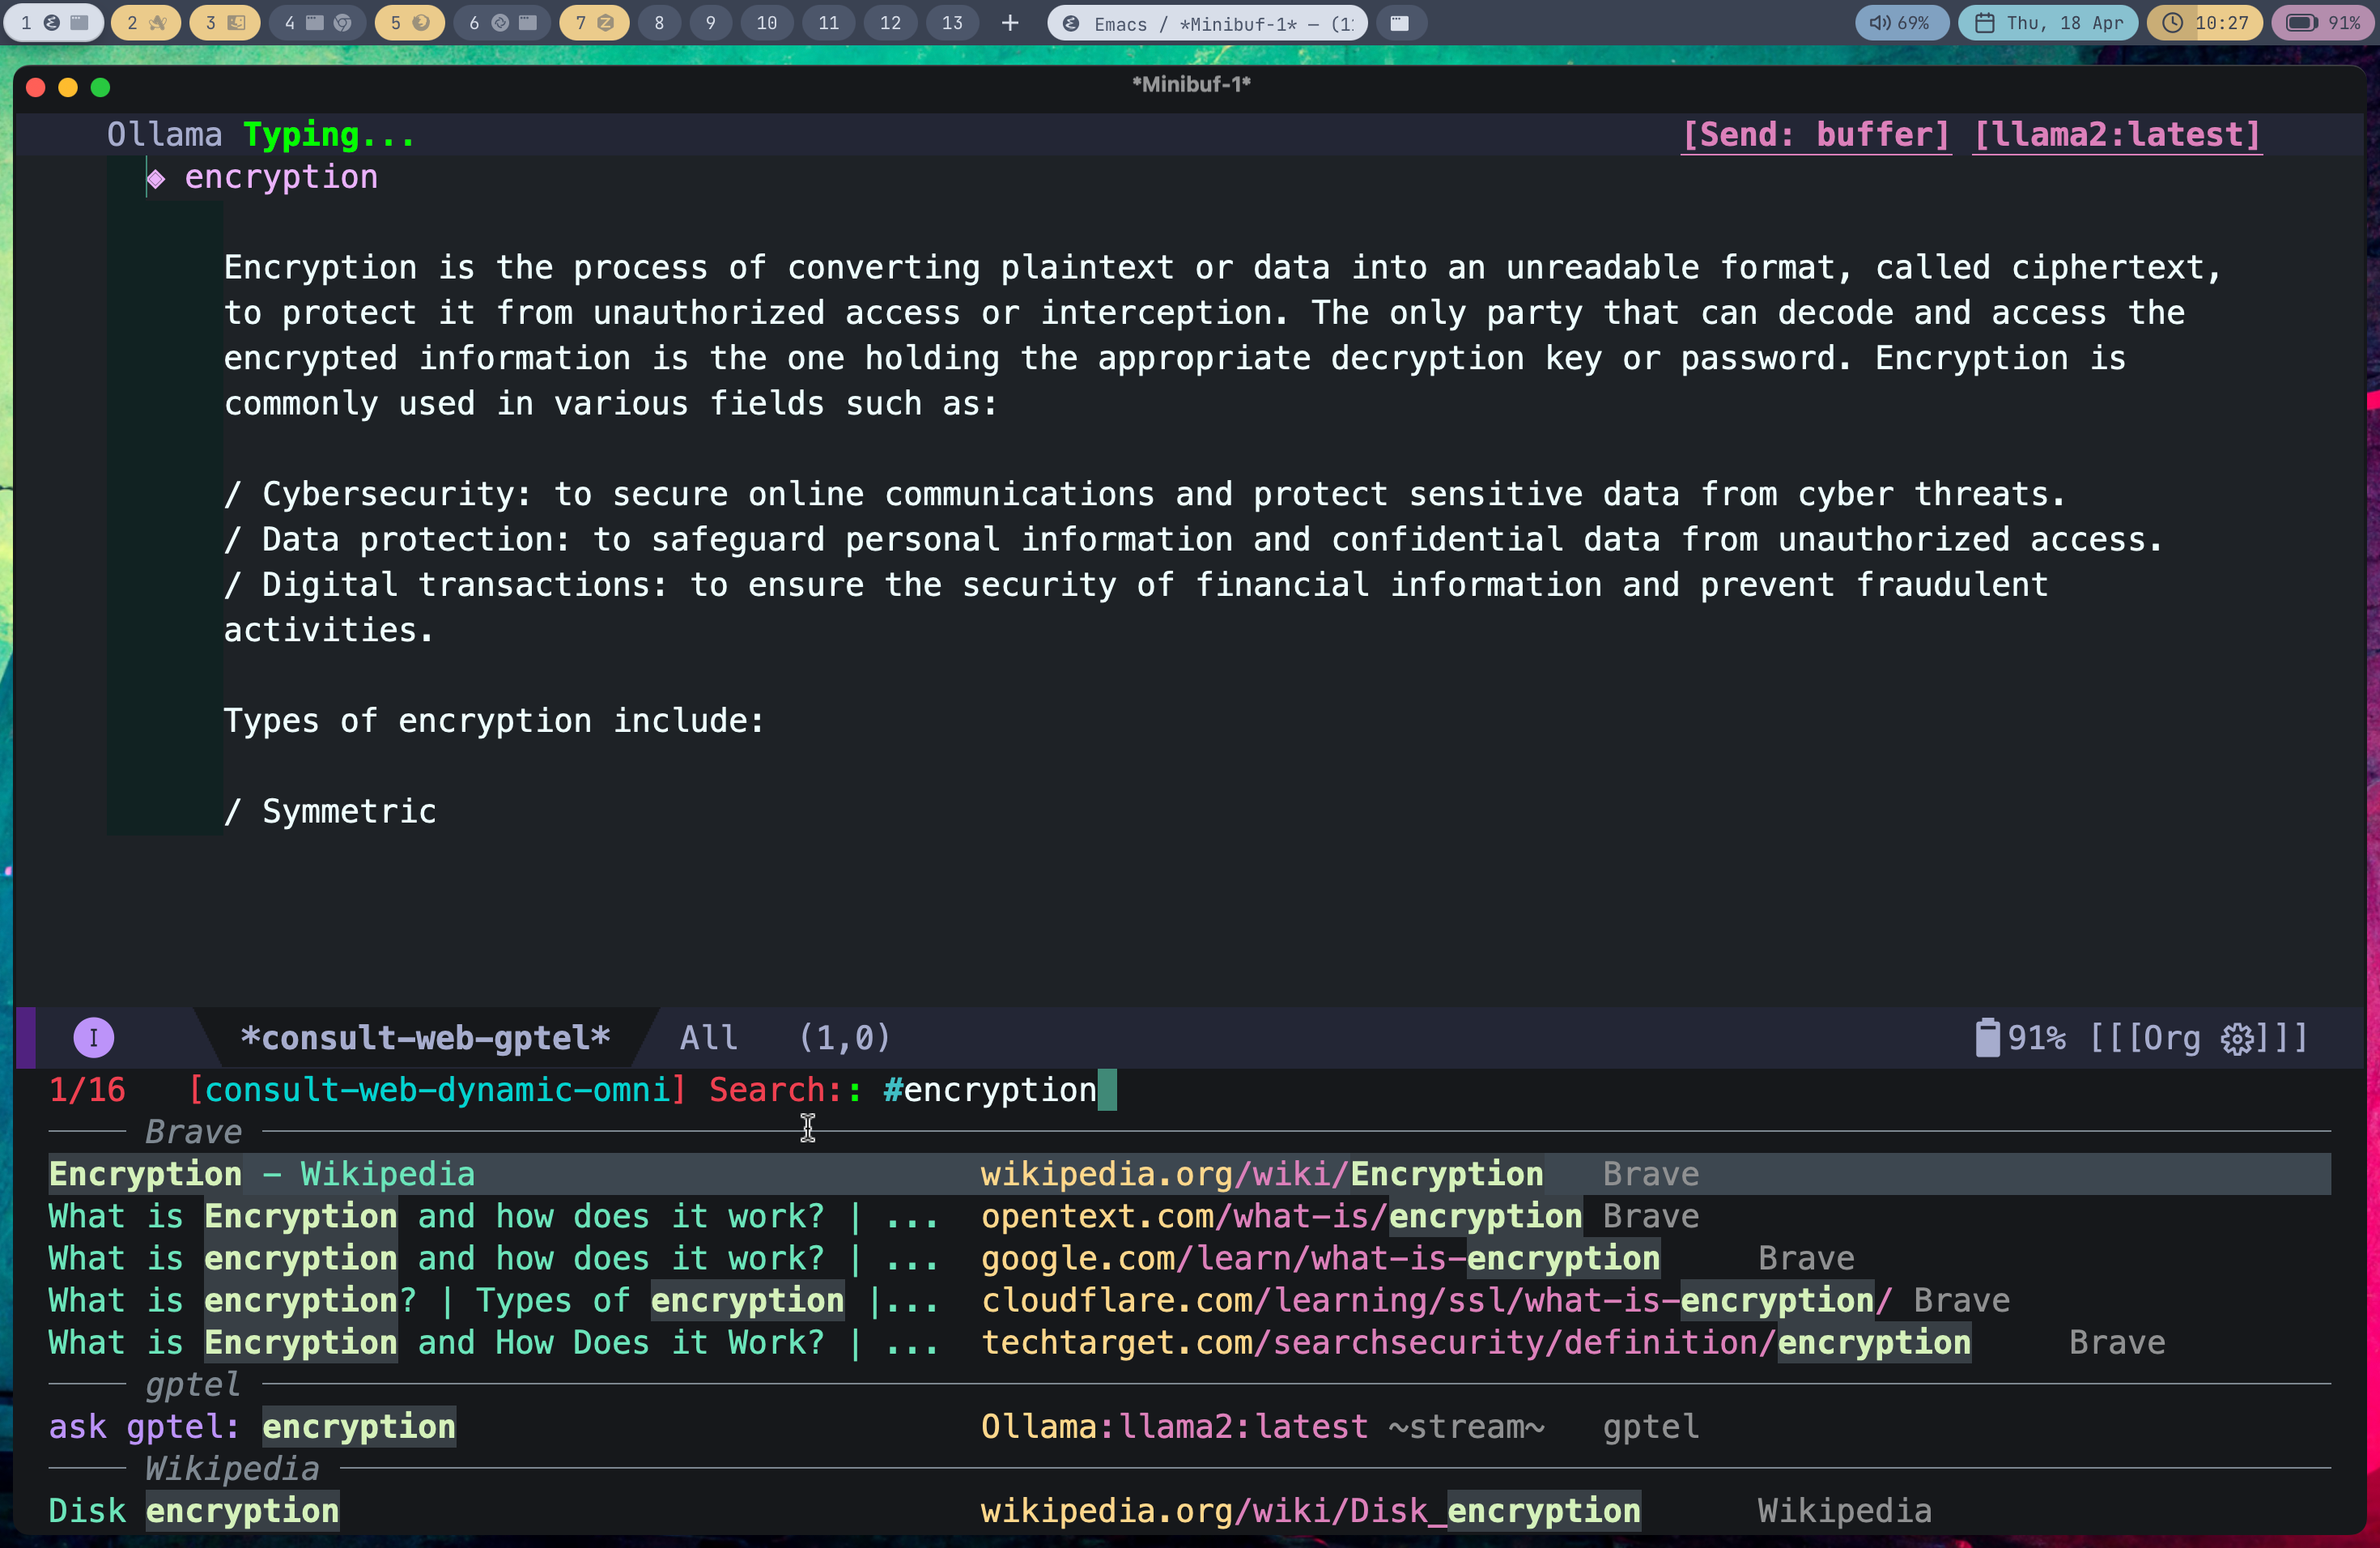 1 2 3 4 5 6 7 8 9 10 11 12 13 + Emacs / *Minibuf-1* — (1: 69% Thu, 18 Apr 10:27 91%
*Minibuf-1*
Ollama Typing... [Send: buffer] [llama2:latest]
◈ encryption
Encryption is the process of converting plaintext or data into an unreadable format, called ciphertext,
to protect it from unauthorized access or interception. The only party that can decode and access the
encrypted information is the one holding the appropriate decryption key or password. Encryption is
commonly used in various fields such as:
/ Cybersecurity: to secure online communications and protect sensitive data from cyber threats.
/ Data protection: to safeguard personal information and confidential data from unauthorized access.
/ Digital transactions: to ensure the security of financial information and prevent fraudulent
activities.
Types of encryption include:
/ Symmetric
I *consult-web-gptel* All (1,0) 91% [[[Org ]]]
1/16 [consult-web-dynamic-omni] Search:: #encryption
Brave
Encryption - Wikipedia wikipedia.org/wiki/Encryption Brave
What is Encryption and how does it work? | ... opentext.com/what-is/encryption Brave
What is encryption and how does it work? | ... google.com/learn/what-is-encryption Brave
What is encryption? | Types of encryption |... cloudflare.com/learning/ssl/what-is-encryption/ Brave
What is Encryption and How Does it Work? | ... techtarget.com/searchsecurity/definition/encryption Brave
gptel
ask gptel: encryption Ollama:llama2:latest ~stream~ gptel
Wikipedia
Disk encryption wikipedia.org/wiki/Disk_encryption Wikipedia